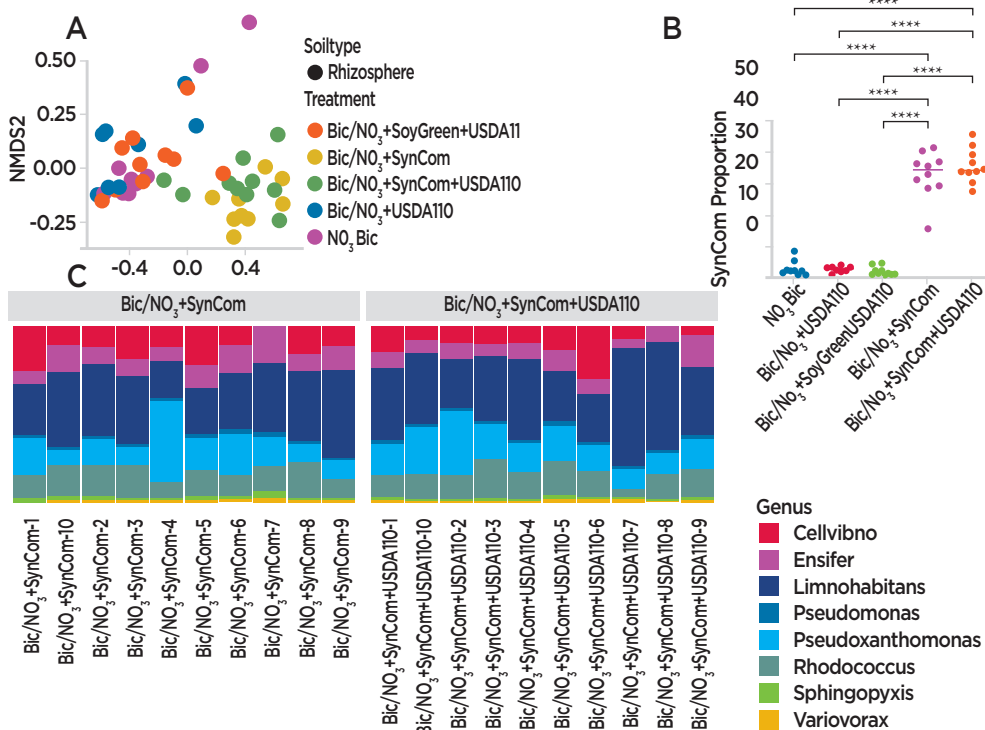 A
NMDS2
0.50
0.25
0.00
-0.25
-0.4
0.0
0.4
Soiltype
Rhizosphere
Treatment
Bic/NO3+SoyGreen+USDA11
Bic/NO3+SynCom
Bic/NO3+SynCom+USDA110
Bic/NO3+USDA110
NO3 Bic
B
SynCom Proportion
50
40
30
20
10
0
****
****
****
****
****
****
NO3 Bic
Bic/No3+USDA110
Bic/No3+SoyGreenUSDA110
Bic/No3+SynCom
Bic/No3+SynCom+USDA110
C
Bic/NO3+SynCom
Bic/NO3+SynCom+USDA110
Bic/NO3+SynCom-1
Bic/NO3+SynCom-10
Bic/NO3+SynCom-2
Bic/NO3+SynCom-3
Bic/NO3+SynCom-4
Bic/NO3+SynCom-5
Bic/NO3+SynCom-6
Bic/NO3+SynCom-7
Bic/NO3+SynCom-8
Bic/NO3+SynCom-9
Bic/NO3+SynCom+USDA110-1
Bic/NO3+SynCom+USDA110-10
Bic/NO3+SynCom+USDA110-2
Bic/NO3+SynCom+USDA110-3
Bic/NO3+SynCom+USDA110-4
Bic/NO3+SynCom+USDA110-5
Bic/NO3+SynCom+USDA110-6
Bic/NO3+SynCom+USDA110-7
Bic/NO3+SynCom+USDA110-8
Bic/NO3+SynCom+USDA110-9
Genus
Cellvibno
Ensifer
Limnohabitans
Pseudomonas
Pseudoxanthomonas
Rhodococcus
Sphingopyxis
Variovorax